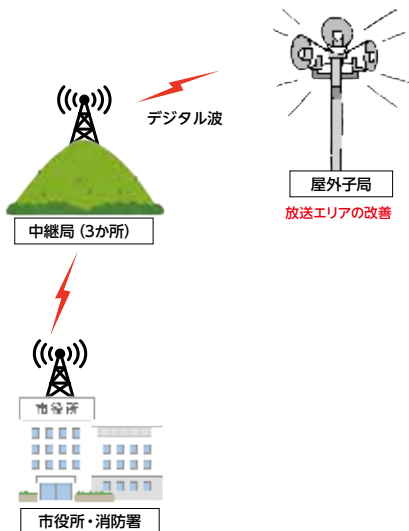 デジタル波
屋外子局
放送エリアの改善
中継局（3か所）
市役所
市役所・消防署